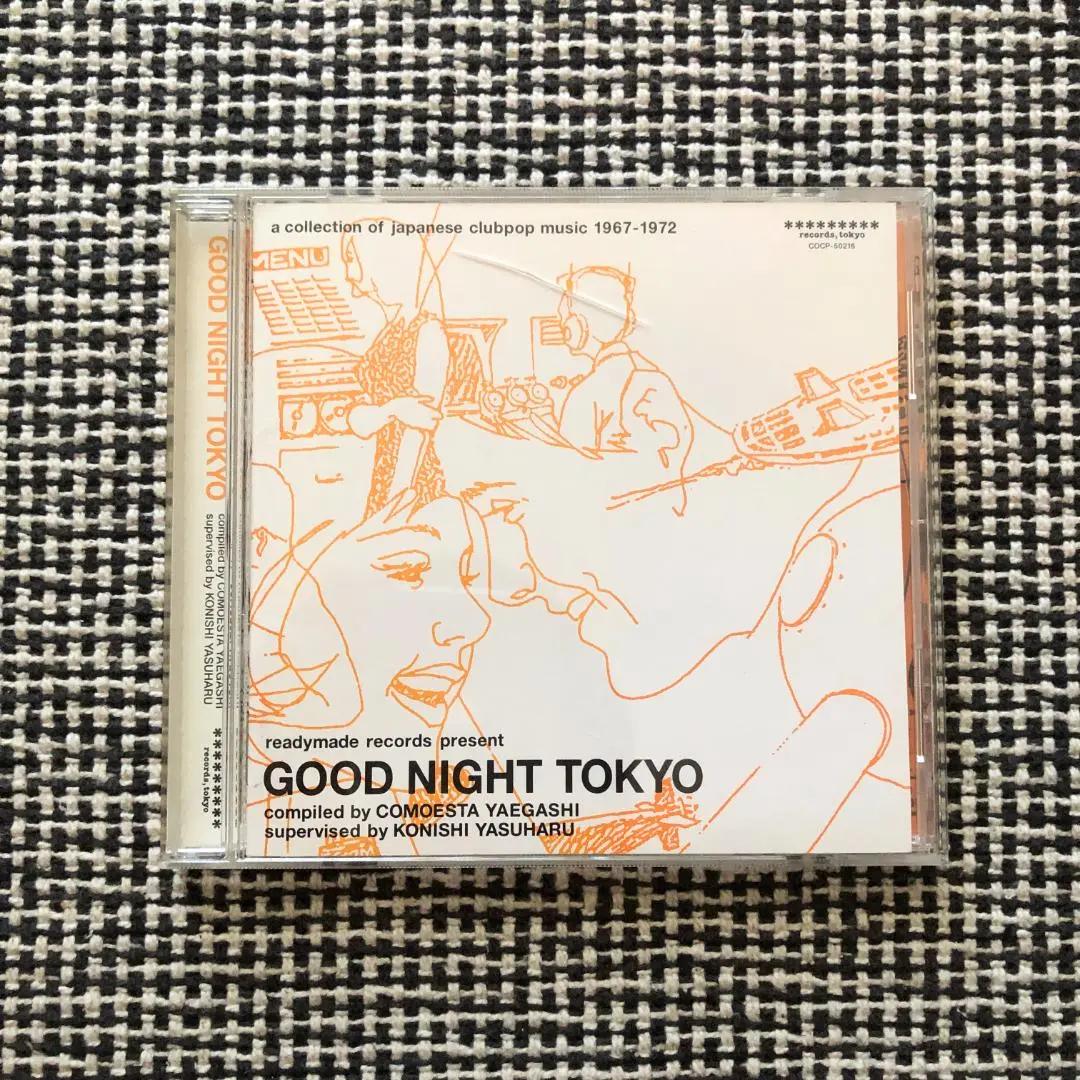 a collection of japanese clubpop music 1967-1972
*********
records, tokyo
COCP-50216
MENU
readymade records present
GOOD NIGHT TOKYO
compiled by COMOESTA YAEGASHI
supervised by KONISHI YASUHARU
GOOD NIGHT TOKYO
compiled by COMOESTA YAEGASHI
supervised by KONISHI YASUHARU
*********
records, tokyo